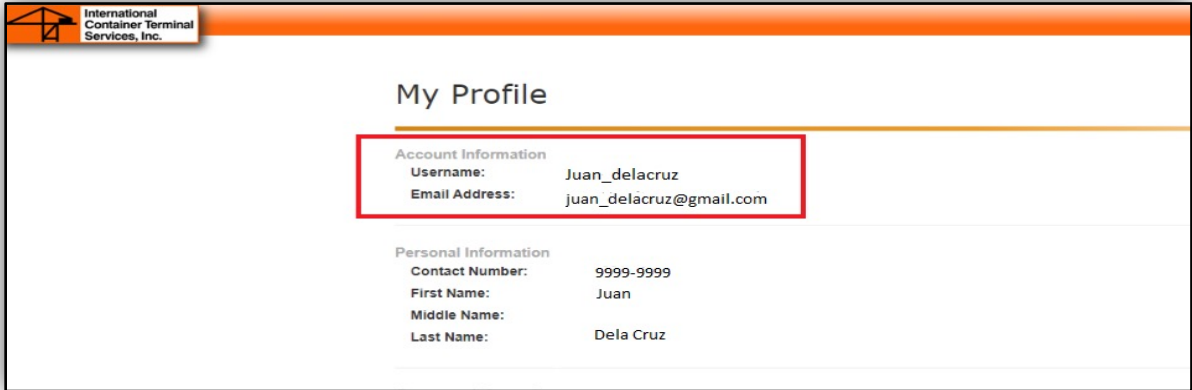 International
Container Terminal
Services, Inc.
My Profile
Account Information
Username: Juan_delacruz
Email Address: juan_delacruz@gmail.com
Personal Information
Contact Number: 9999-9999
First Name: Juan
Middle Name:
Last Name: Dela Cruz